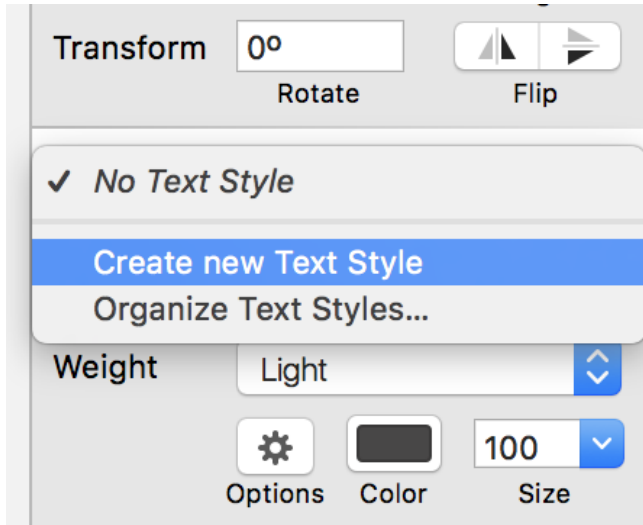 Transform 0º
Rotate Flip
✓ No Text Style
Create new Text Style
Organize Text Styles...
Weight Light
100
Options Color Size